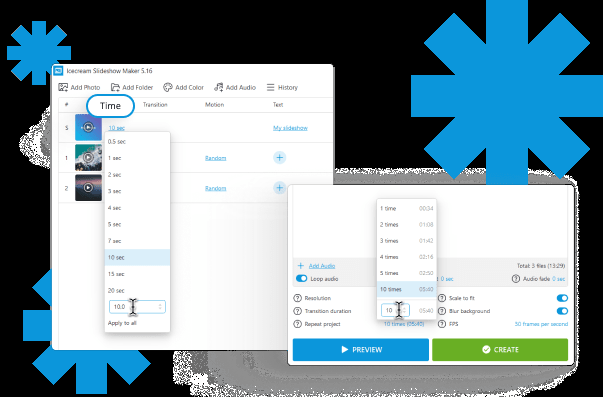 Icecream Slideshow Maker 5.16
Add Photo Add Folder Add Color Add Audio History
# Time Transition Motion Text
5 10 sec My slideshow
0.5 sec
1 1 sec Random
2 sec
2 3 sec Random
4 sec
5 sec
7 sec
10 sec
15 sec
20 sec
10.0
Apply to all
1 time 00:34
2 times 01:08
3 times 01:42
4 times 02:16
5 times 02:50
10 times 05:40
10 05:40
Add Audio Total: 3 files (13:29)
Loop audio 0 sec Audio fade 0 sec
Resolution Scale to fit
Transition duration Blur background
Repeat project 10 times (05:40) FPS 50 frames per second
PREVIEW CREATE